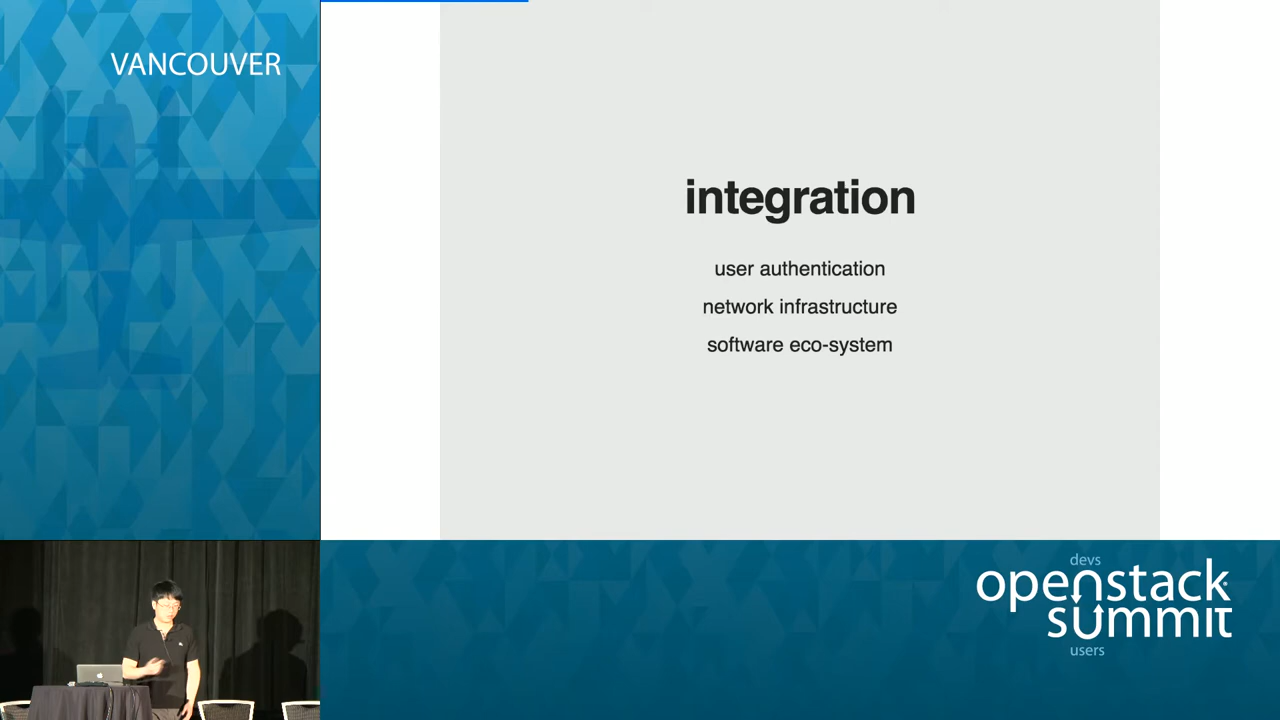 VANCOUVER
integration
user authentication
network infrastructure
software eco-system
devs
openstack
summit
users